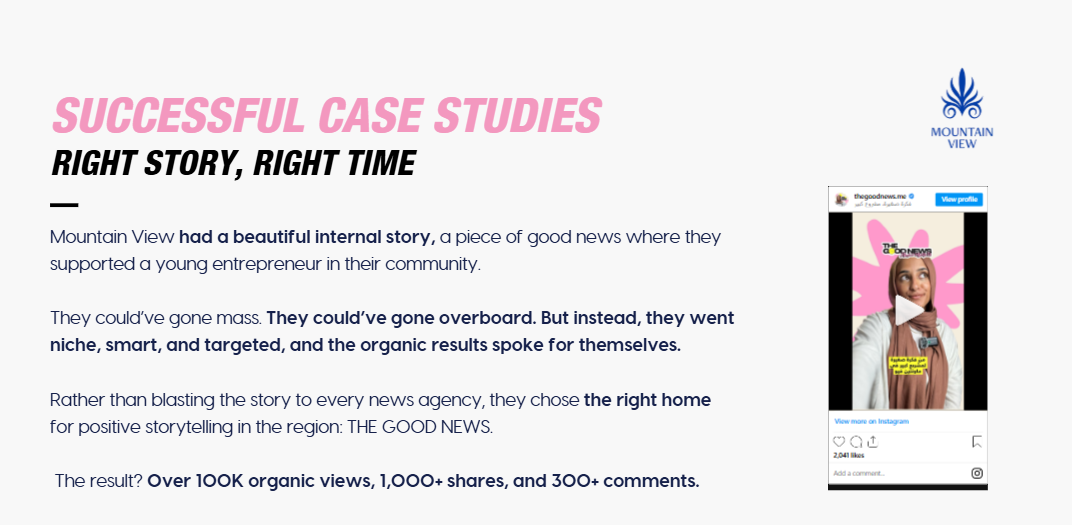 SUCCESSFUL CASE STUDIES
RIGHT STORY, RIGHT TIME
Mountain View had a beautiful internal story, a piece of good news where they
supported a young entrepreneur in their community.
They could've gone mass. They could've gone overboard. But instead, they went
niche, smart, and targeted, and the organic results spoke for themselves.
Rather than blasting the story to every news agency, they chose the right home
for positive storytelling in the region: THE GOOD NEWS.
The result? Over 100K organic views, 1,000+ shares, and 300+ comments.
MOUNTAIN
VIEW
thegoodnews.me
View profile
THE
GOOD NEWS
View more on Instagram
2,041 likes
Add a comment...